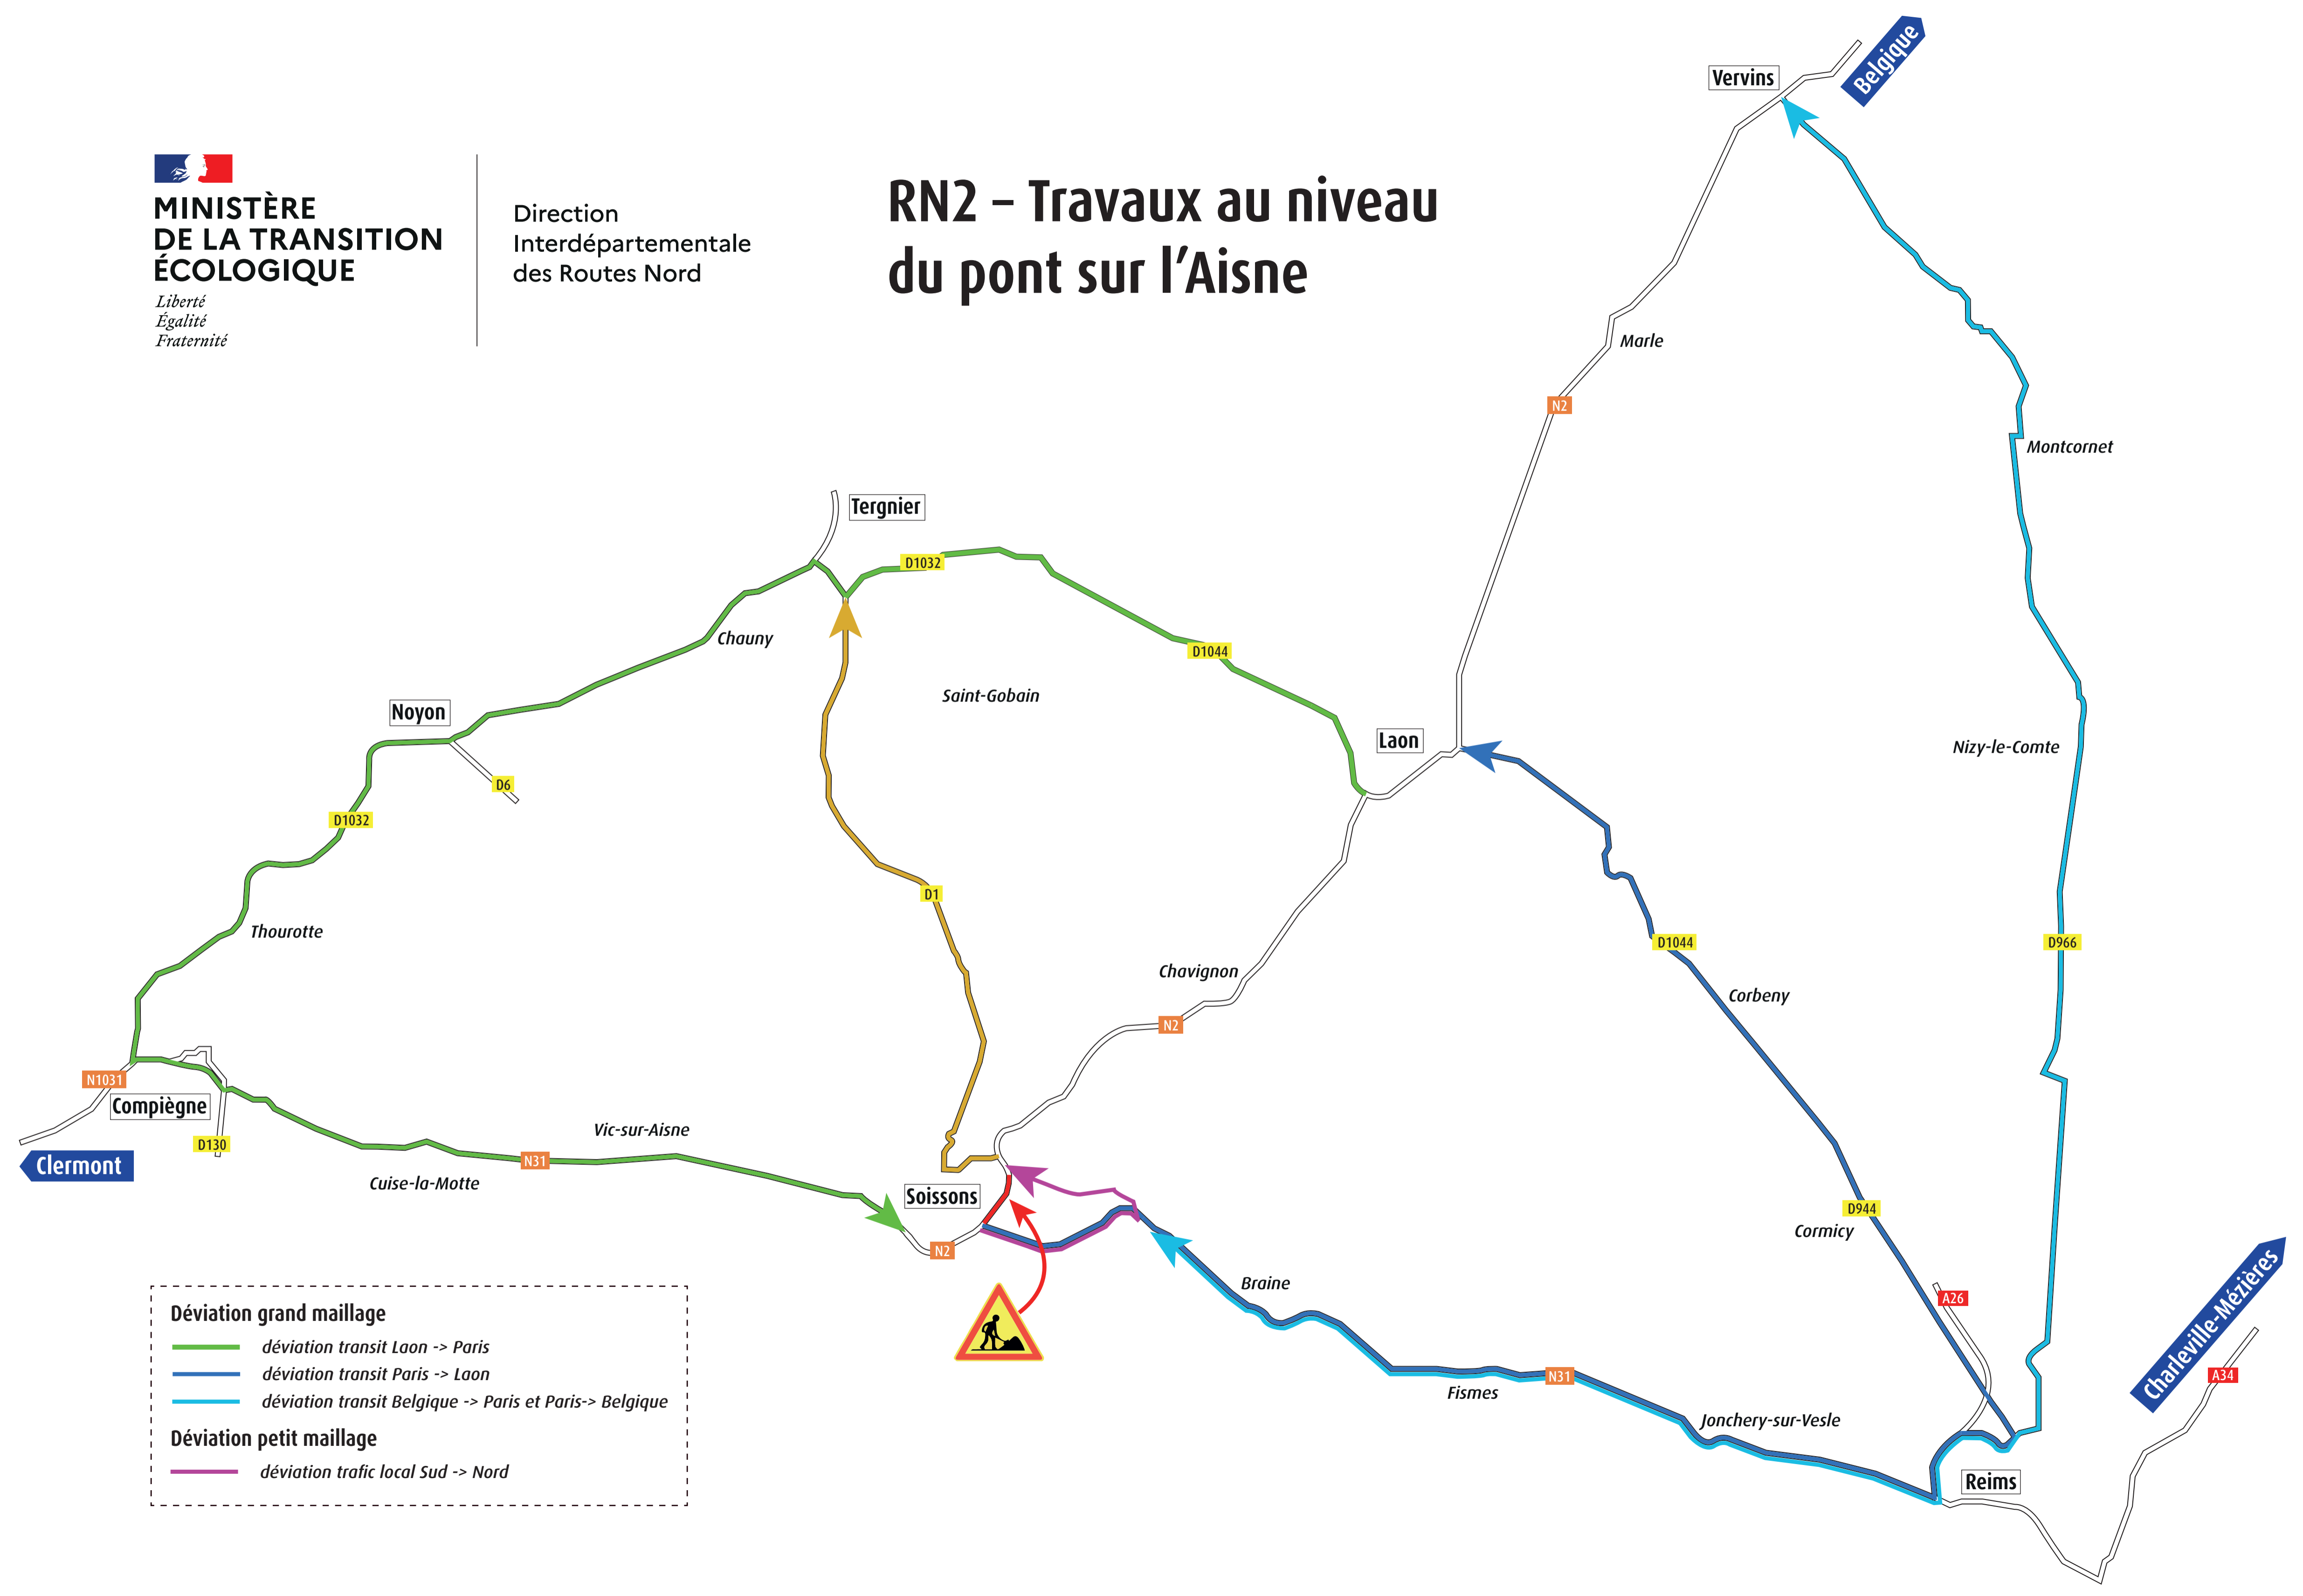 MINISTÈRE
DE LA TRANSITION
ÉCOLOGIQUE
Liberté
Égalité
Fraternité
Direction
Interdépartementale
des Routes Nord
RN2 – Travaux au niveau
du pont sur l’Aisne
Belgique
Vervins
Marle
N2
Montcornet
Tergnier
D1032
Chauny
D1044
Saint-Gobain
Noyon
Laon
Nizy-le-Comte
D6
D1032
D1
Thourotte
D1044
D966
Chavignon
Corbeny
N2
N1031
Compiègne
D130
Vic-sur-Aisne
N31
Clermont
Cuise-la-Motte
Soissons
D944
Cormicy
N2
Braine
A26
Charleville-Mézières
Fismes
N31
A34
Jonchery-sur-Vesle
Reims
Déviation grand maillage
déviation transit Laon -> Paris
déviation transit Paris -> Laon
déviation transit Belgique -> Paris et Paris-> Belgique
Déviation petit maillage
déviation trafic local Sud -> Nord